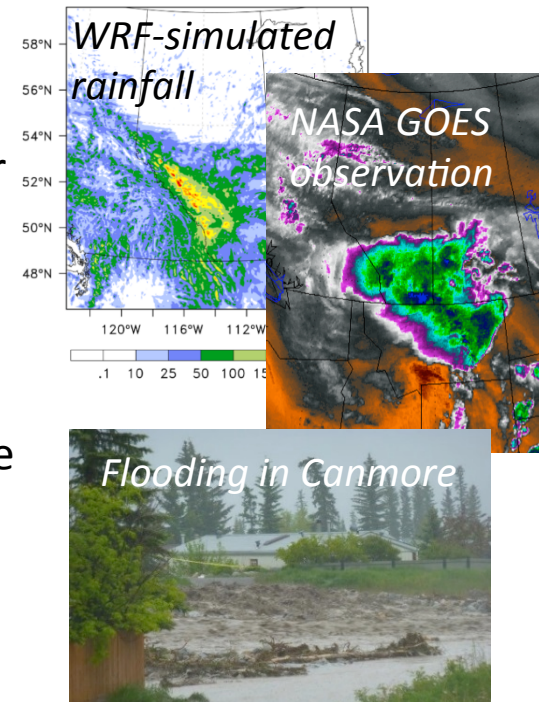 WRF-simulated
rainfall
58°N
56°N
54°N
52°N
50°N
48°N
120°W 116°W 112°W
.1 10 25 50 100
NASA GOES
observation
r
e
Flooding in Canmore